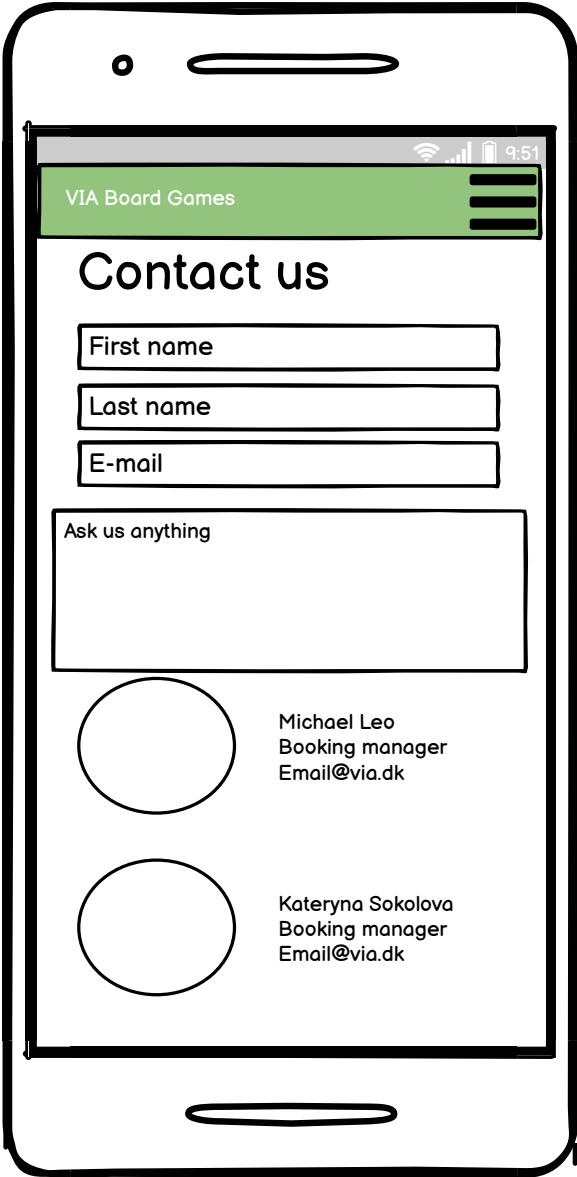 9:51
VIA Board Games
Contact us
First name
Last name
E-mail
Ask us anything
Michael Leo
Booking manager
Email@via.dk
Kateryna Sokolova
Booking manager
Email@via.dk